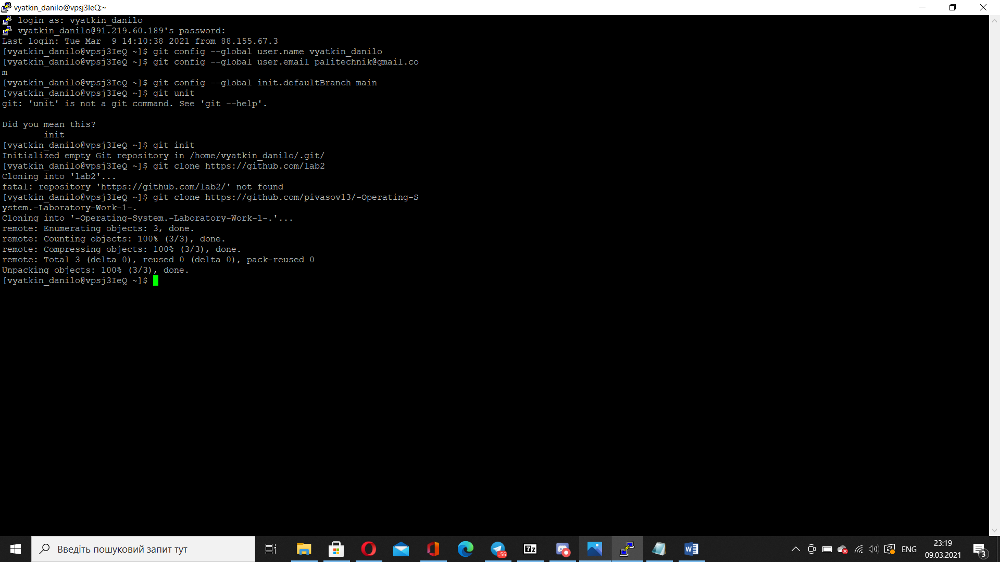 vyatkin_danilo@vpsj3IeQ:~
login as: vyatkin_danilo
vyatkin_danilo@91.219.60.189's password:
Last login: Tue Mar  9 14:10:38 2021 from 88.155.67.3
[vyatkin_danilo@vpsj3IeQ ~]$ git config --global user.name vyatkin_danilo
[vyatkin_danilo@vpsj3IeQ ~]$ git config --global user.email palitechnik@gmail.co
m
[vyatkin_danilo@vpsj3IeQ ~]$ git config --global init.defaultBranch main
[vyatkin_danilo@vpsj3IeQ ~]$ git unit
git: 'unit' is not a git command. See 'git --help'.
Did you mean this?
        init
[vyatkin_danilo@vpsj3IeQ ~]$ git init
Initialized empty Git repository in /home/vyatkin_danilo/.git/
[vyatkin_danilo@vpsj3IeQ ~]$ git clone https://github.com/lab2
Cloning into 'lab2'...
fatal: repository 'https://github.com/lab2/' not found
[vyatkin_danilo@vpsj3IeQ ~]$ git clone https://github.com/pivasov13/-Operating-S
ystem.-Laboratory-Work-1-.
Cloning into '-Operating-System.-Laboratory-Work-1-.'...
remote: Enumerating objects: 3, done.
remote: Counting objects: 100% (3/3), done.
remote: Compressing objects: 100% (3/3), done.
remote: Total 3 (delta 0), reused 0 (delta 0), pack-reused 0
Unpacking objects: 100% (3/3), done.
[vyatkin_danilo@vpsj3IeQ ~]$
Введіть пошуковий запит тут
..56
7z
W
ENG
23:19
09.03.2021
3